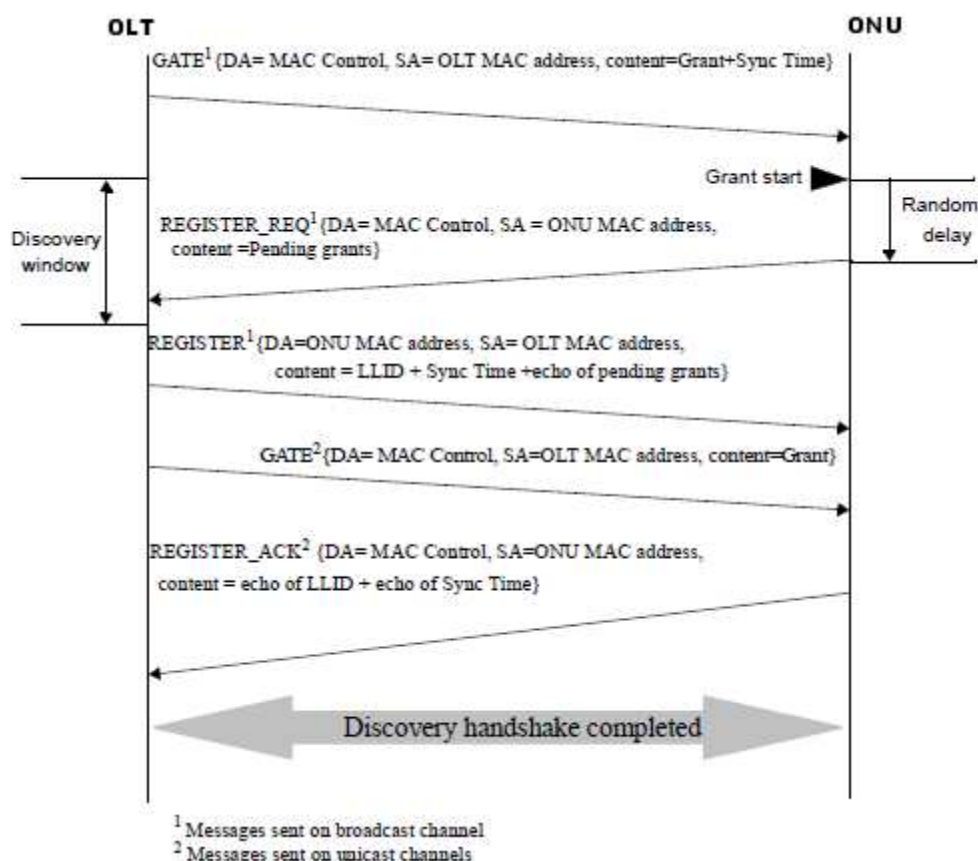 OLT
ONU
GATE1{DA= MAC Control, SA= OLT MAC address, content=Grant+Sync Time}
Grant start
Random
delay
Discovery
window
REGISTER_REQ1{DA= MAC Control, SA = ONU MAC address,
content =Pending grants}
REGISTER1{DA=ONU MAC address, SA= OLT MAC address,
content = LLID + Sync Time +echo of pending grants}
GATE2{DA= MAC Control, SA=OLT MAC address, content=Grant}
REGISTER_ACK2 {DA= MAC Control, SA=ONU MAC address,
content = echo of LLID + echo of Sync Time}
Discovery handshake completed
1 Messages sent on broadcast channel
2 Messages sent on unicast channels